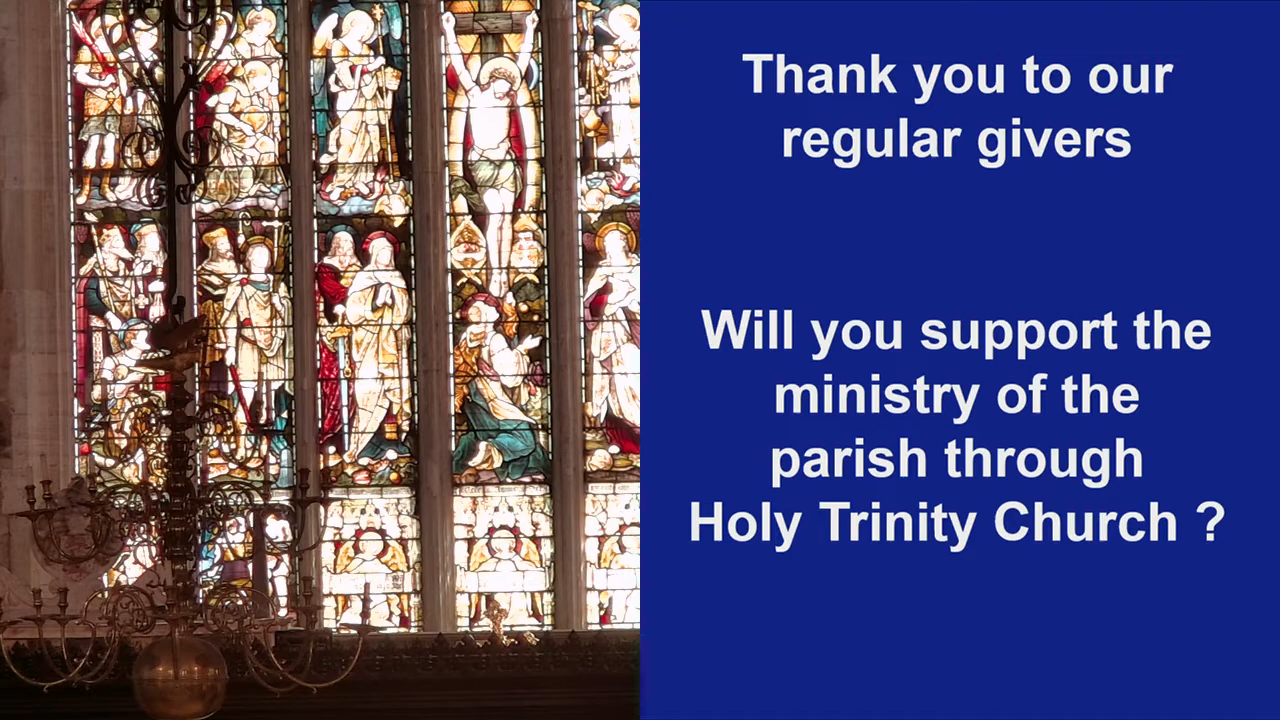 Thank you to our
regular givers
Will you support the
ministry of the
parish through
Holy Trinity Church ?